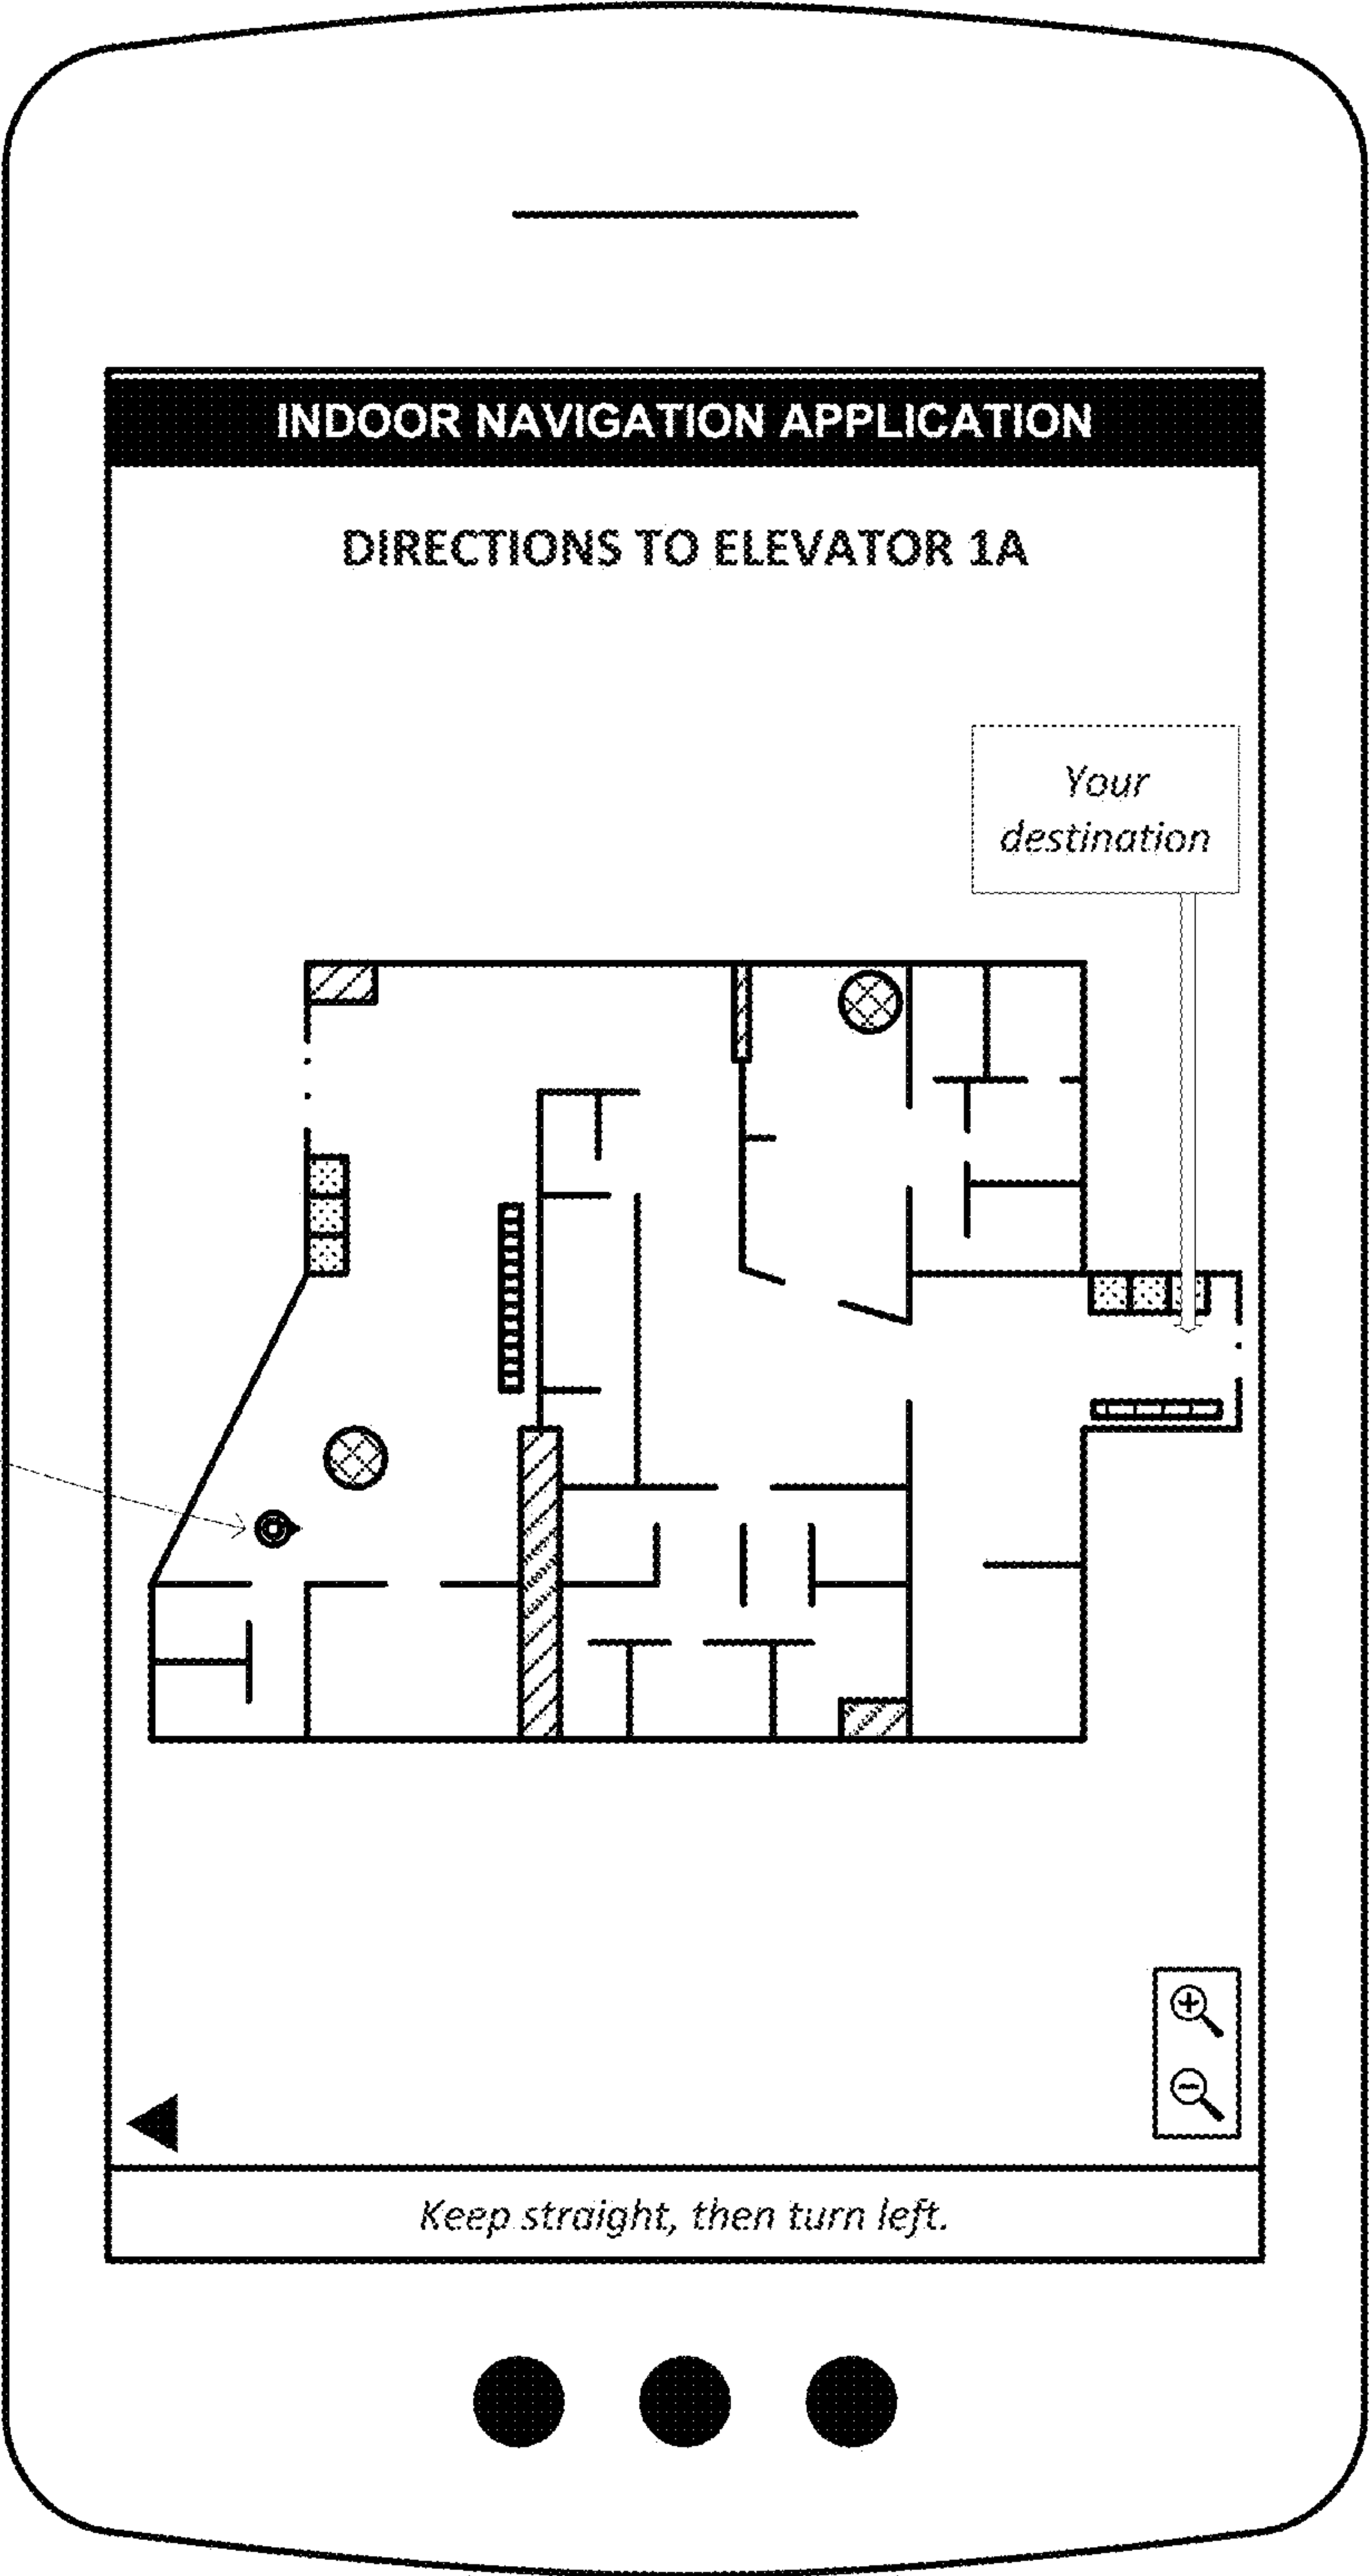 INDOOR NAVIGATION APPLICATION
DIRECTIONS TO ELEVATOR 1A
Your
destination
Keep straight, then turn left.